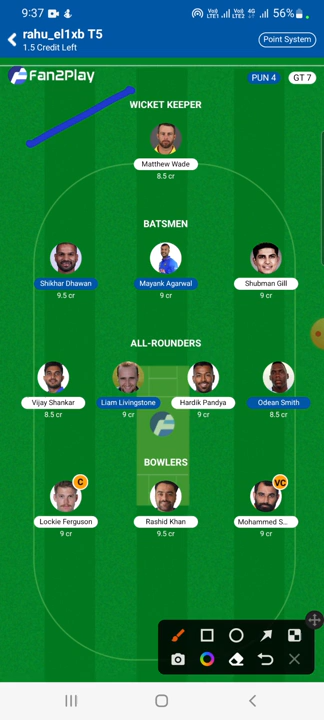 9:37 56%
rahu_el1xb T5
1.5 Credit Left
Point System
Fan2Play
PUN 4 GT 7
WICKET KEEPER
Matthew Wade
8.5 cr
BATSMEN
Shikhar Dhawan Mayank Agarwal Shubman Gill
9.5 cr 9 cr 9 cr
ALL-ROUNDERS
Vijay Shankar Liam Livingstone Hardik Pandya Odean Smith
8.5 cr 9 cr 9 cr 8.5 cr
BOWLERS
C VC
Lockie Ferguson Rashid Khan Mohammed S...
9 cr 9.5 cr 9 cr